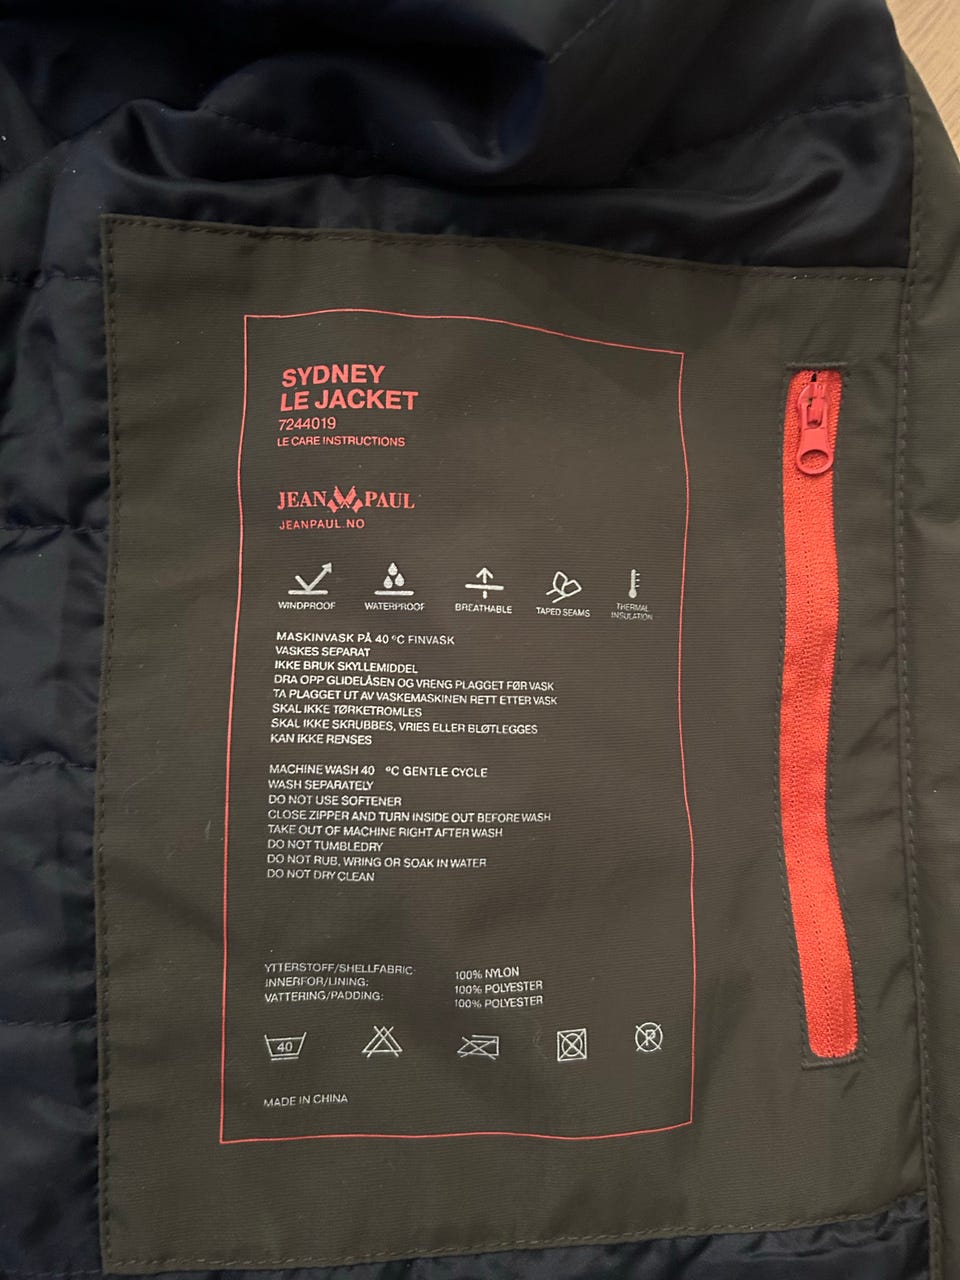 SYDNEY
LE JACKET
7244019
LE CARE INSTRUCTIONS
JEAN PAUL
JEANPAUL.NO
WINDPROOF WATERPROOF BREATHABLE TAPED SEAMS THERMAL INSULATION
MASKINVASK PÅ 40 °C FINVASK
VASKES SEPARAT
IKKE BRUK SKYLLEMIDDEL
DRA OPP GLIDELÅSEN OG VRENG PLAGGET FØR VASK
TA PLAGGET UT AV VASKEMASKINEN RETT ETTER VASK
SKAL IKKE TØRKETROMLES
SKAL IKKE SKRUBBES, VRIES ELLER BLØTLEGGES
KAN IKKE RENSES
MACHINE WASH 40 °C GENTLE CYCLE
WASH SEPARATELY
DO NOT USE SOFTENER
CLOSE ZIPPER AND TURN INSIDE OUT BEFORE WASH
TAKE OUT OF MACHINE RIGHT AFTER WASH
DO NOT TUMBLEDRY
DO NOT RUB, WRING OR SOAK IN WATER
DO NOT DRY CLEAN
YTTERSTOFF/SHELLFABRIC: 100% NYLON
INNERFOR/LINING: 100% POLYESTER
VATTERING/PADDING: 100% POLYESTER
40 P
MADE IN CHINA